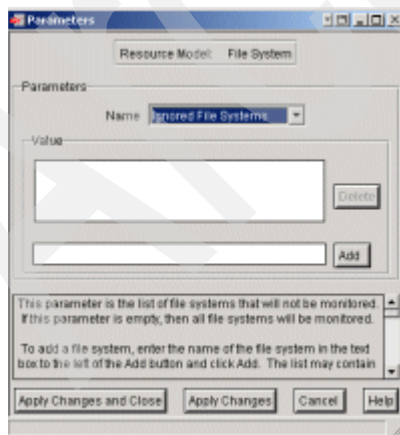 Parameters
Resource Model: File System
Parameters
Name Ignored File Systems
Value
Delete
Add
This parameter is the list of file systems that will not be monitored.
If this parameter is empty, then all file systems will be monitored.
To add a file system, enter the name of the file system in the text
box to the left of the Add button and click Add. The list may contain
Apply Changes and Close Apply Changes Cancel Help